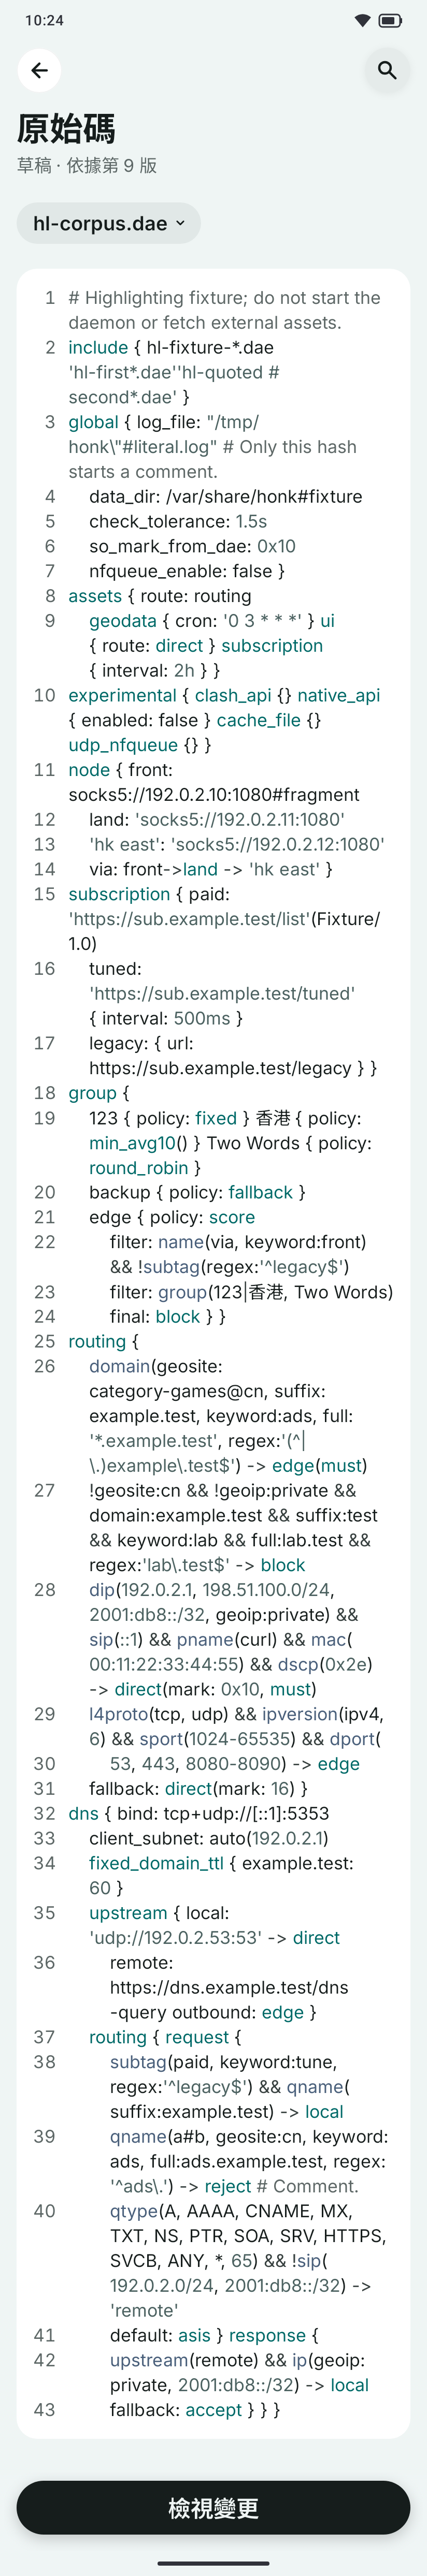 10:24
原始碼
草稿 · 依據第 9 版
hl-corpus.dae
1 # Highlighting fixture; do not start the
daemon or fetch external assets.
2 include { hl-fixture-*.dae
'hl-first*.dae''hl-quoted #
second*.dae' }
3 global { log_file: "/tmp/
honk\"#literal.log" # Only this hash
starts a comment.
4 data_dir: /var/share/honk#fixture
5 check_tolerance: 1.5s
6 so_mark_from_dae: 0x10
7 nfqueue_enable: false }
8 assets { route: routing
9 geodata { cron: '0 3 * * *' } ui
{ route: direct } subscription
{ interval: 2h } }
10 experimental { clash_api {} native_api
{ enabled: false } cache_file {}
udp_nfqueue {} }
11 node { front:
socks5://192.0.2.10:1080#fragment
12 land: 'socks5://192.0.2.11:1080'
13 'hk east': 'socks5://192.0.2.12:1080'
14 via: front->land -> 'hk east' }
15 subscription { paid:
'https://sub.example.test/list'(Fixture/
1.0)
16 tuned:
'https://sub.example.test/tuned'
{ interval: 500ms }
17 legacy: { url:
https://sub.example.test/legacy } }
18 group {
19 123 { policy: fixed } 香港 { policy:
min_avg10() } Two Words { policy:
round_robin }
20 backup { policy: fallback }
21 edge { policy: score
22 filter: name(via, keyword:front)
&& !subtag(regex:'^legacy$')
23 filter: group(123|香港, Two Words)
24 final: block } }
25 routing {
26 domain(geosite:
category-games@cn, suffix:
example.test, keyword:ads, full:
'*.example.test', regex:'(^|
\.)example\.test$') -> edge(must)
27 !geosite:cn && !geoip:private &&
domain:example.test && suffix:test
&& keyword:lab && full:lab.test &&
regex:'lab\.test$' -> block
28 dip(192.0.2.1, 198.51.100.0/24,
2001:db8::/32, geoip:private) &&
sip(::1) && pname(curl) && mac(
00:11:22:33:44:55) && dscp(0x2e)
-> direct(mark: 0x10, must)
29 l4proto(tcp, udp) && ipversion(ipv4,
6) && sport(1024-65535) && dport(
30 53, 443, 8080-8090) -> edge
31 fallback: direct(mark: 16) }
32 dns { bind: tcp+udp://[::1]:5353
33 client_subnet: auto(192.0.2.1)
34 fixed_domain_ttl { example.test:
60 }
35 upstream { local:
'udp://192.0.2.53:53' -> direct
36 remote:
https://dns.example.test/dns
-query outbound: edge }
37 routing { request {
38 subtag(paid, keyword:tune,
regex:'^legacy$') && qname(
suffix:example.test) -> local
39 qname(a#b, geosite:cn, keyword:
ads, full:ads.example.test, regex:
'^ads\.') -> reject # Comment.
40 qtype(A, AAAA, CNAME, MX,
TXT, NS, PTR, SOA, SRV, HTTPS,
SVCB, ANY, *, 65) && !sip(
192.0.2.0/24, 2001:db8::/32) ->
'remote'
41 default: asis } response {
42 upstream(remote) && ip(geoip:
private, 2001:db8::/32) -> local
43 fallback: accept } } }
檢視變更